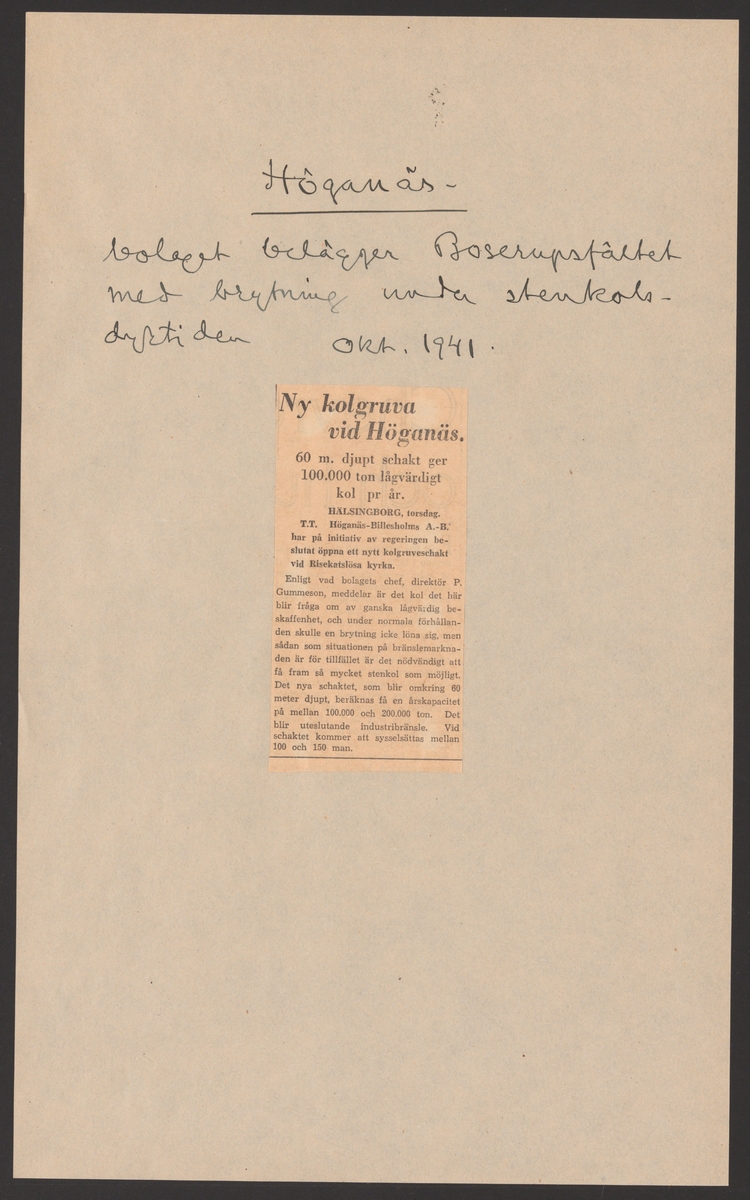 Höganäs-
bolaget belägger Boserupsfältet
med brytning under stenkols-
dyrtiden okt. 1941.
Ny kolgruva
vid Höganäs.
60 m. djupt schakt ger
100.000 ton lågvärdigt
kol pr år.
HÄLSINGBORG, torsdag.
T.T. Höganäs-Billesholms A.-B.
har på initiativ av regeringen be-
slutat öppna ett nytt kolgruveschakt
vid Risekatslösa kyrka.
Enligt vad bolagets chef, direktör P.
Gummeson, meddelar är det kol det här
blir fråga om av ganska lågvärdig be-
skaffenhet, och under normala förhållan-
den skulle en brytning icke löna sig, men
sådan som situationen på bränslemarkna-
den är för tillfället är det nödvändigt att
få fram så mycket stenkol som möjligt.
Det nya schaktet, som blir omkring 60
meter djupt, beräknas få en årskapacitet
på mellan 100.000 och 200.000 ton. Det
blir uteslutande industribränsle. Vid
schaktet kommer att sysselsättas mellan
100 och 150 man.